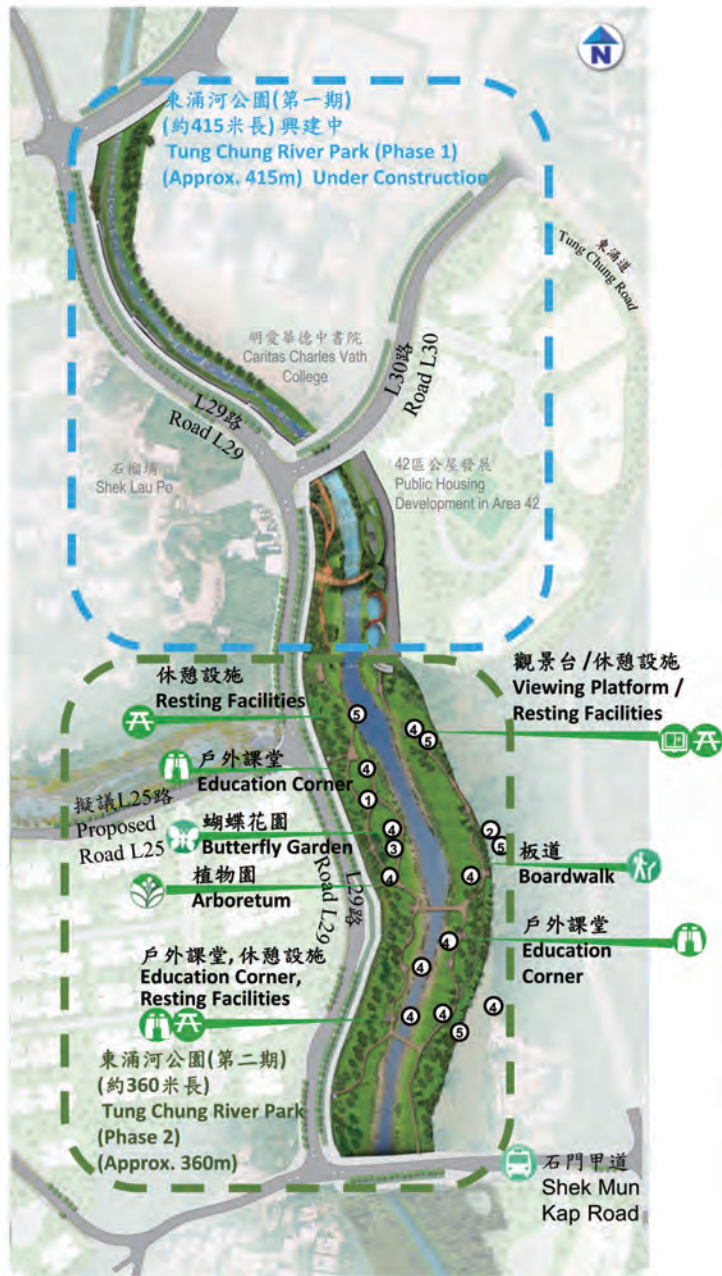 N
東涌河公園(第一期)
(約415米長) 興建中
Tung Chung River Park (Phase 1)
(Approx. 415m) Under Construction
東涌道
Tung Chung Road
明愛華德中書院
Caritas Charles Vath
College
L30路
Road L30
L29路
Road L29
石榴埔
Shek Lau Po
42區公屋發展
Public Housing
Development in Area 42
休憩設施
Resting Facilities
觀景台/休憩設施
Viewing Platform /
Resting Facilities
5
4
5
戶外課堂
Education Corner
4
1
擬議L25路
Proposed
Road L25
蝴蝶花園
Butterfly Garden
4
3
2
5
板道
Boardwalk
植物園
Arboretum
4
4
L29路
Road L29
戶外課堂
Education
Corner
戶外課堂,休憩設施
Education Corner,
Resting Facilities
4
4
4
4
4
5
東涌河公園(第二期)
(約360米長)
Tung Chung River Park
(Phase 2)
(Approx. 360m)
石門甲道
Shek Mun
Kap Road